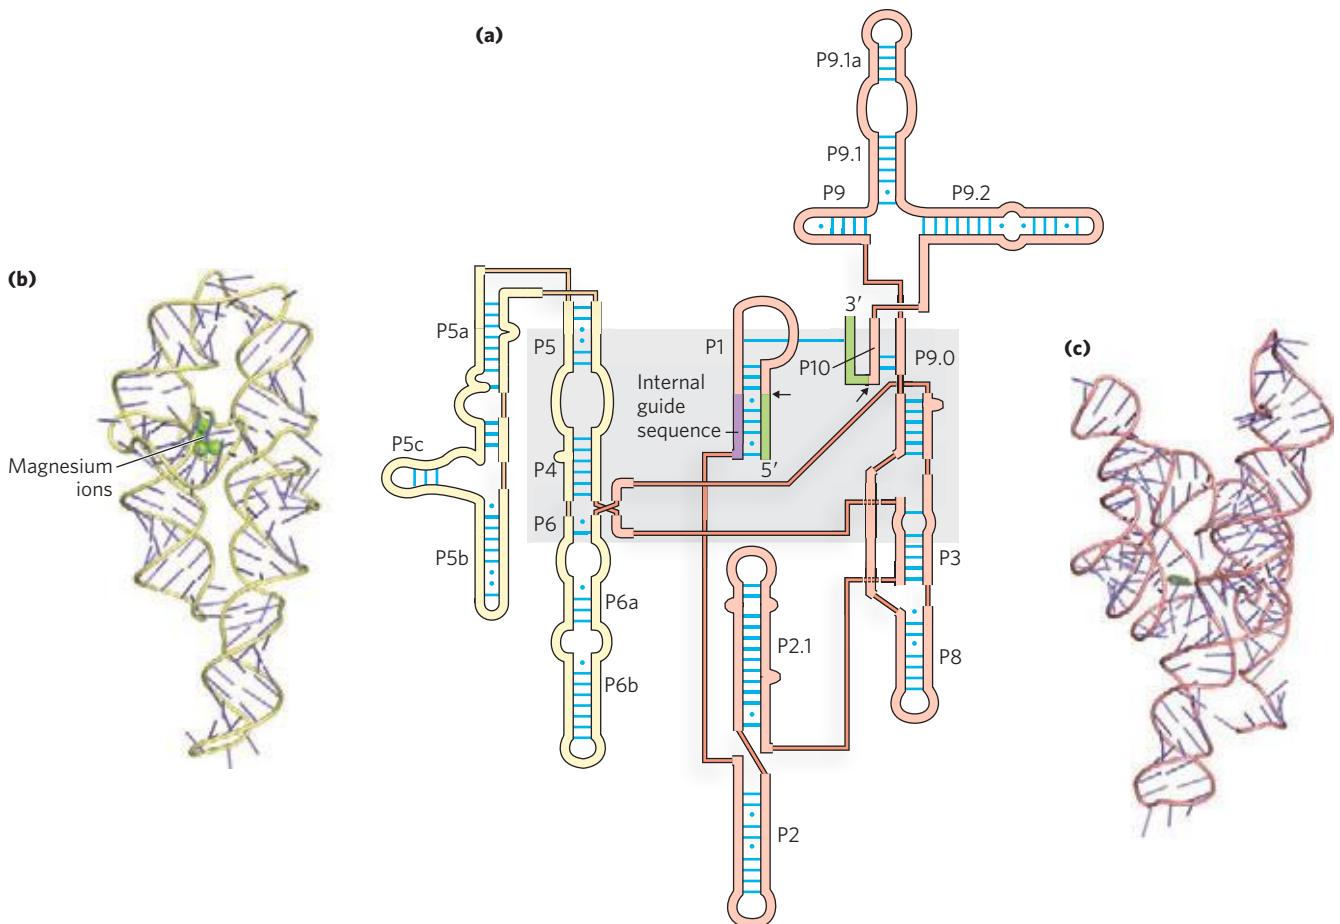 (a)
P9.1a
P9.1
P9
P9.2
(b)
3′
P5a
P5
P1
P10
P9.0
(c)
Internal
guide
sequence
P5c
Magnesium
ions
P4
5′
P6
P5b
P3
P6a
P2.1
P8
P6b
P2